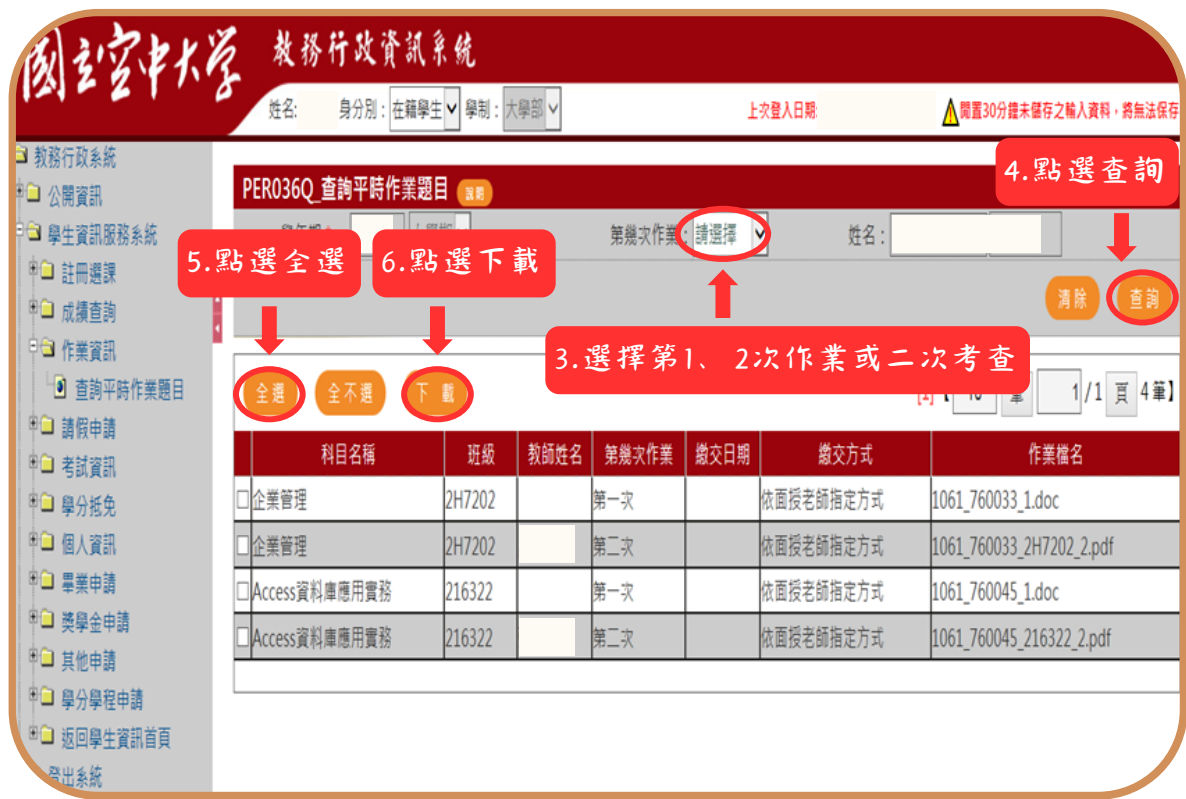 國立空中大學 教務行政資訊系統
姓名: 身分別：在籍學生 學制：大學部 上次登入日期: 閒置30分鐘未儲存之輸入資料，將無法保存
教務行政系統
公開資訊
學生資訊服務系統
註冊選課
成績查詢
作業資訊
查詢平時作業題目
請假申請
考試資訊
學分抵免
個人資訊
畢業申請
獎學金申請
其他申請
學分學程申請
返回學生資訊首頁
登出系統
PER036Q_查詢平時作業題目 說明
4.點選查詢
第幾次作業：請選擇 姓名：
5.點選全選 6.點選下載
清除 查詢
3.選擇第1、2次作業或二次考查
全選 全不選 下載
[1]【 筆 1/1 頁 4筆】
科目名稱 班級 教師姓名 第幾次作業 繳交日期 繳交方式 作業檔名
企業管理 2H7202 第一次 依面授老師指定方式 1061_760033_1.doc
企業管理 2H7202 第二次 依面授老師指定方式 1061_760033_2H7202_2.pdf
Access資料庫應用實務 216322 第一次 依面授老師指定方式 1061_760045_1.doc
Access資料庫應用實務 216322 第二次 依面授老師指定方式 1061_760045_216322_2.pdf